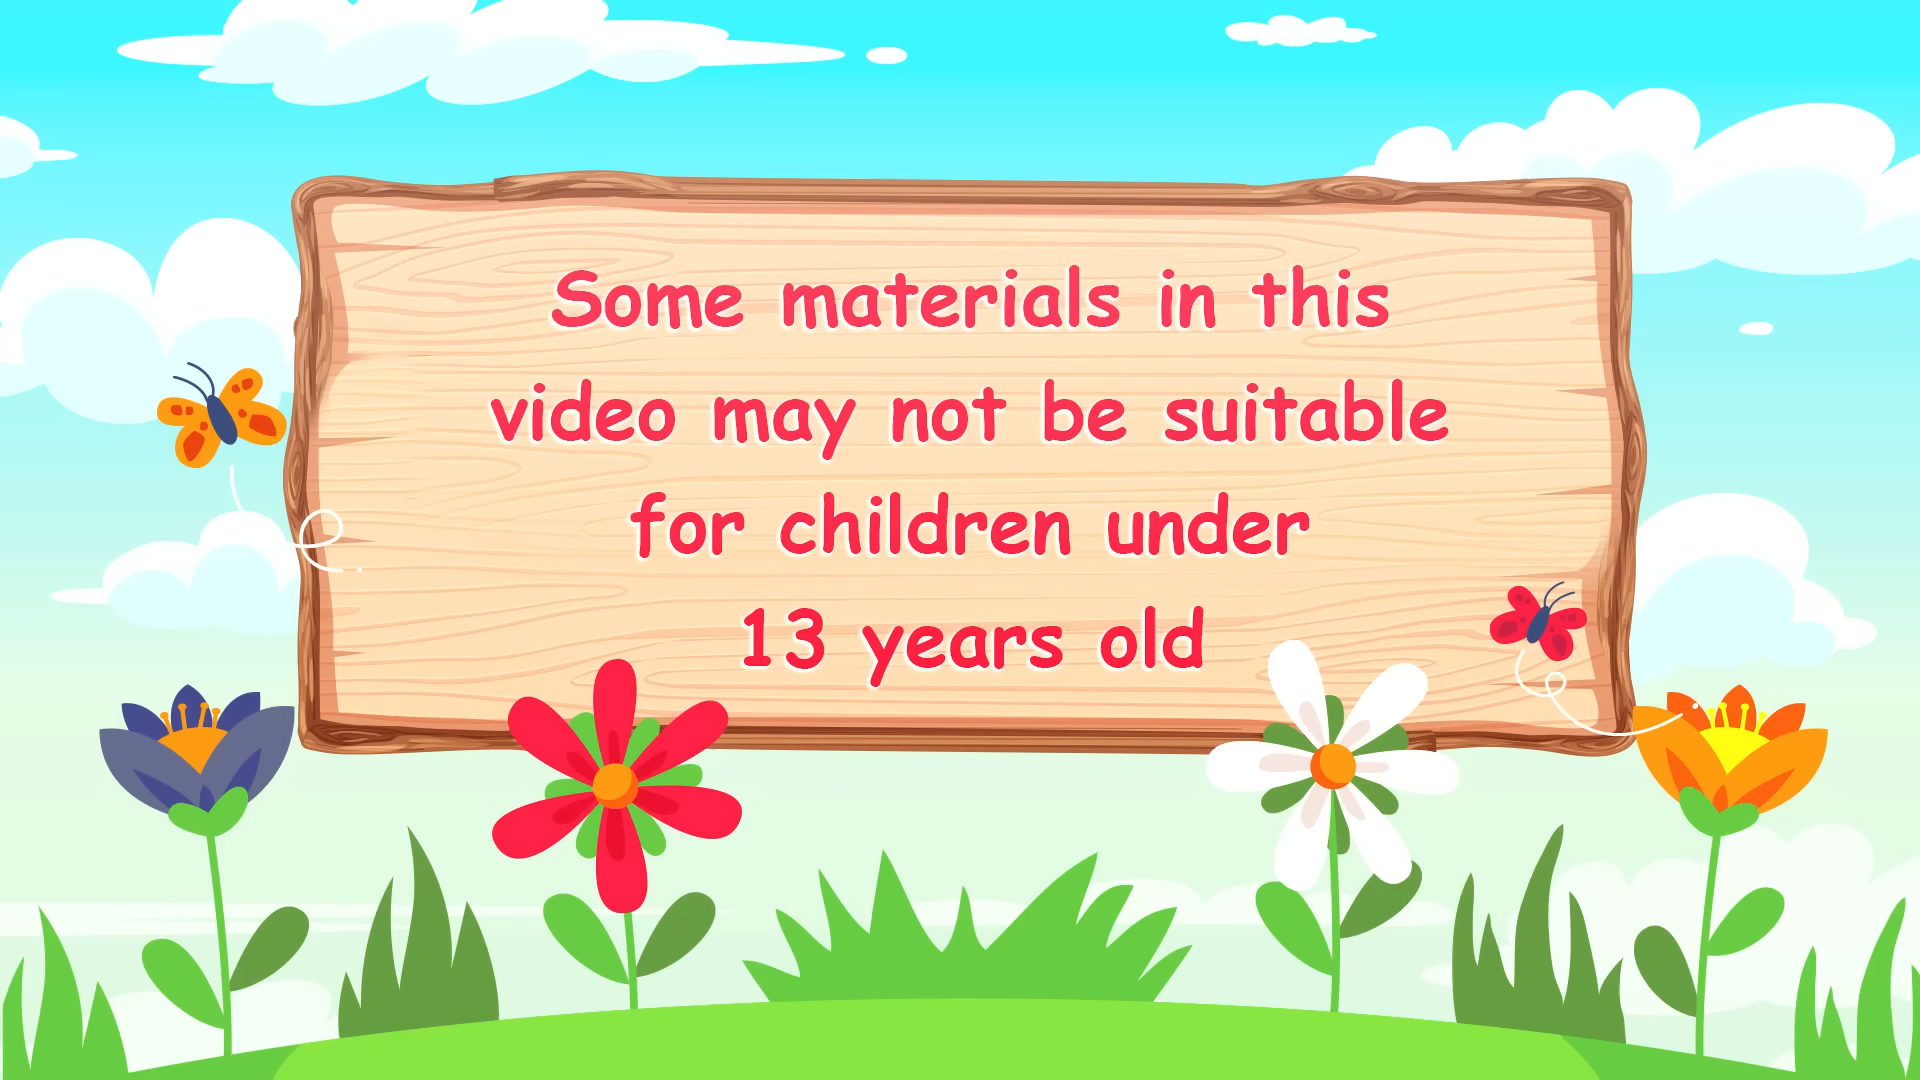 Some materials in this
video may not be suitable
for children under
13 years old